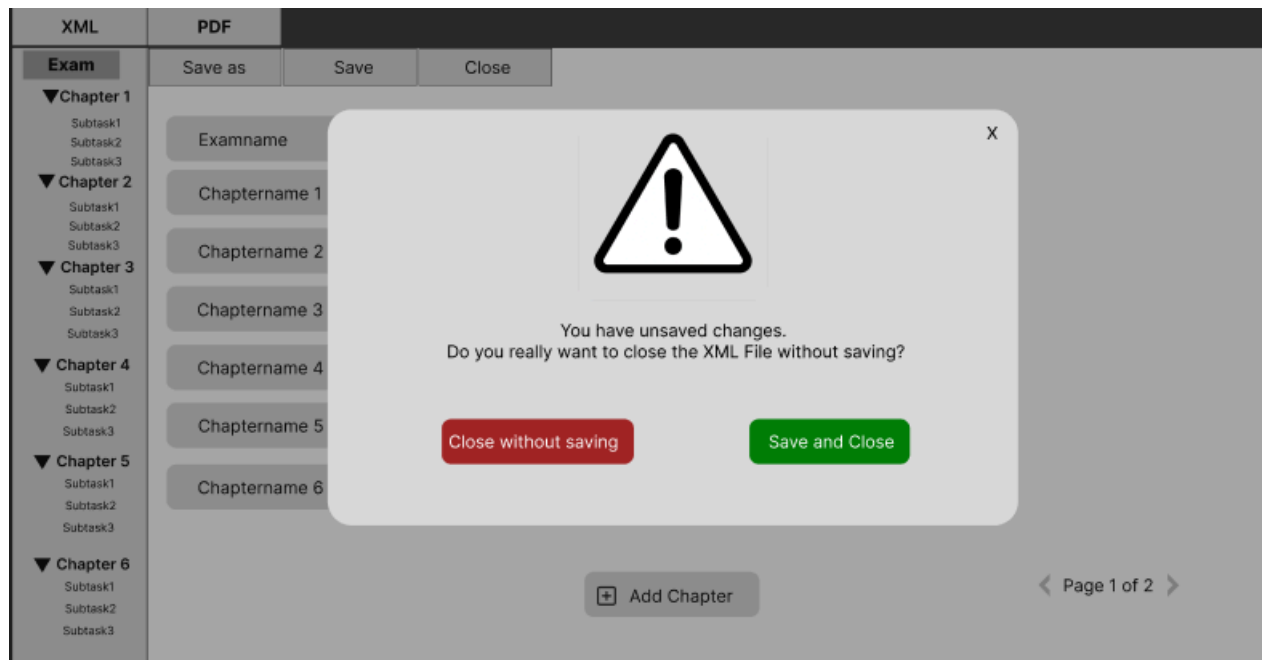 XML
PDF
Exam
Save as
Save
Close
Chapter 1
Subtask1
Subtask2
Subtask3
Chapter 2
Subtask1
Subtask2
Subtask3
Chapter 3
Subtask1
Subtask2
Subtask3
Chapter 4
Subtask1
Subtask2
Subtask3
Chapter 5
Subtask1
Subtask2
Subtask3
Chapter 6
Subtask1
Subtask2
Subtask3
Examname
Chaptername 1
Chaptername 2
Chaptername 3
Chaptername 4
Chaptername 5
Chaptername 6
X
You have unsaved changes.
Do you really want to close the XML File without saving?
Close without saving
Save and Close
Add Chapter
Page 1 of 2